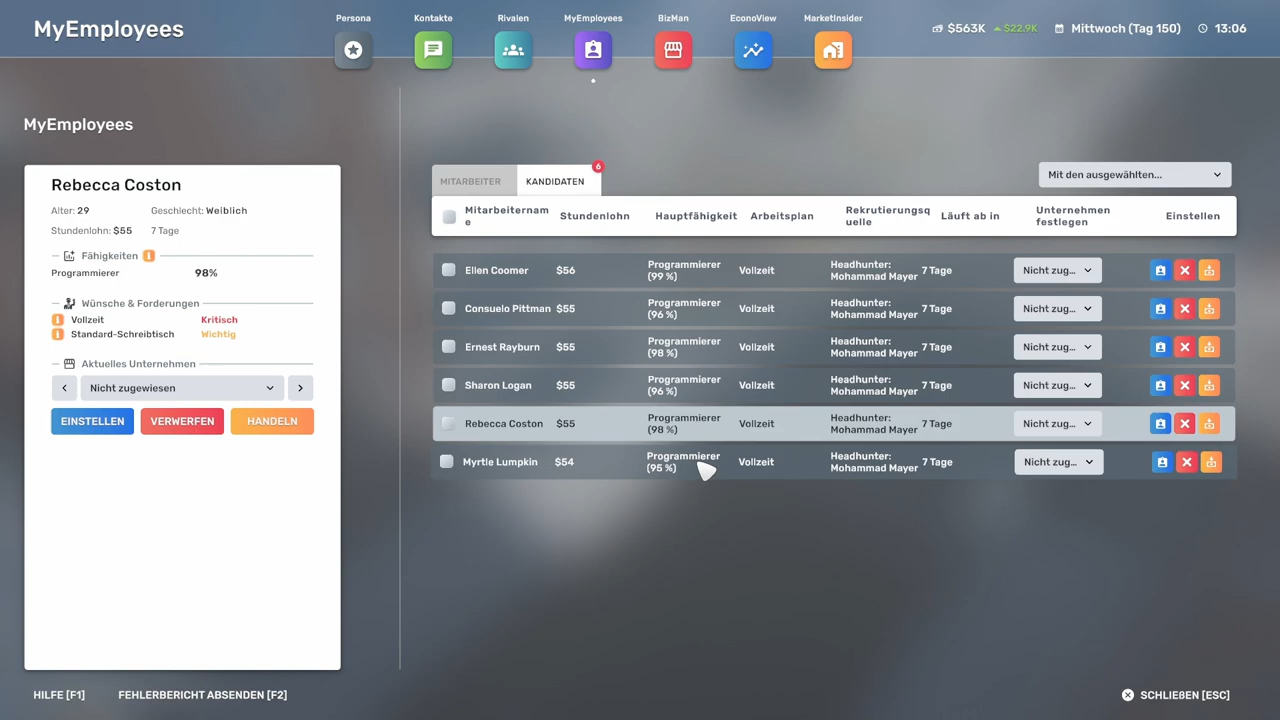 MyEmployees
Persona
Kontakte
Rivalen
MyEmployees
BizMan
EconoView
MarketInsider
$563K
$22.9K
Mittwoch (Tag 150)
13:06
MyEmployees
Rebecca Coston
Alter: 29
Geschlecht: Weiblich
Stundenlohn: $55
7 Tage
Fähigkeiten
Programmierer
98%
Wünsche & Forderungen
Vollzeit
Kritisch
Standard-Schreibtisch
Wichtig
Aktuelles Unternehmen
Nicht zugewiesen
EINSTELLEN
VERWERFEN
HANDELN
MITARBEITER
KANDIDATEN
6
Mit den ausgewählten...
Mitarbeiternam
e
Stundenlohn
Hauptfähigkeit
Arbeitsplan
Rekrutierungsq
uelle
Läuft ab in
Unternehmen
festlegen
Einstellen
Ellen Coomer
$56
Programmierer
(99 %)
Vollzeit
Headhunter:
Mohammad Mayer
7 Tage
Nicht zug...
Consuelo Pittman
$55
Programmierer
(96 %)
Vollzeit
Headhunter:
Mohammad Mayer
7 Tage
Nicht zug...
Ernest Rayburn
$55
Programmierer
(98 %)
Vollzeit
Headhunter:
Mohammad Mayer
7 Tage
Nicht zug...
Sharon Logan
$55
Programmierer
(96 %)
Vollzeit
Headhunter:
Mohammad Mayer
7 Tage
Nicht zug...
Rebecca Coston
$55
Programmierer
(98 %)
Vollzeit
Headhunter:
Mohammad Mayer
7 Tage
Nicht zug...
Myrtle Lumpkin
$54
Programmierer
(95 %)
Vollzeit
Headhunter:
Mohammad Mayer
7 Tage
Nicht zug...
HILFE [F1]
FEHLERBERICHT ABSENDEN [F2]
SCHLIEẞEN [ESC]